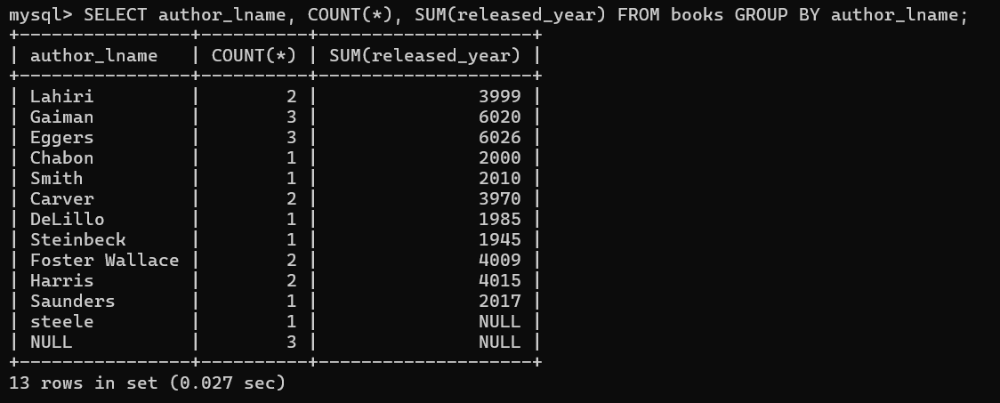 mysql> SELECT author_lname, COUNT(*), SUM(released_year) FROM books GROUP BY author_lname;
+----------------+----------+--------------------+
| author_lname   | COUNT(*) | SUM(released_year) |
+----------------+----------+--------------------+
| Lahiri         |        2 |               3999 |
| Gaiman         |        3 |               6020 |
| Eggers         |        3 |               6026 |
| Chabon         |        1 |               2000 |
| Smith          |        1 |               2010 |
| Carver         |        2 |               3970 |
| DeLillo        |        1 |               1985 |
| Steinbeck      |        1 |               1945 |
| Foster Wallace |        2 |               4009 |
| Harris         |        2 |               4015 |
| Saunders       |        1 |               2017 |
| steele         |        1 |               NULL |
| NULL           |        3 |               NULL |
+----------------+----------+--------------------+
13 rows in set (0.027 sec)